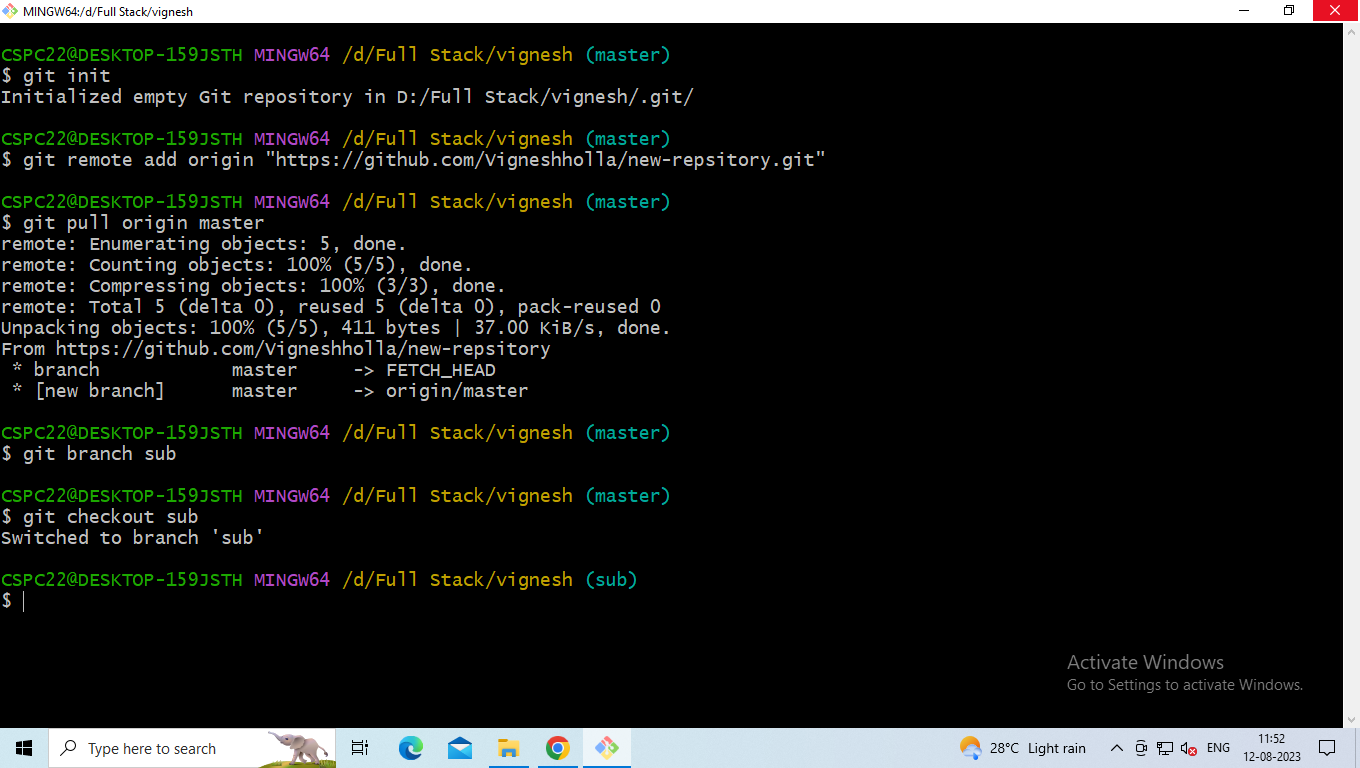 MINGW64:/d/Full Stack/vignesh
CSPC22@DESKTOP-159JSTH MINGW64 /d/Full Stack/vignesh (master)
$ git init
Initialized empty Git repository in D:/Full Stack/vignesh/.git/
CSPC22@DESKTOP-159JSTH MINGW64 /d/Full Stack/vignesh (master)
$ git remote add origin "https://github.com/Vigneshholla/new-repsitory.git"
CSPC22@DESKTOP-159JSTH MINGW64 /d/Full Stack/vignesh (master)
$ git pull origin master
remote: Enumerating objects: 5, done.
remote: Counting objects: 100% (5/5), done.
remote: Compressing objects: 100% (3/3), done.
remote: Total 5 (delta 0), reused 5 (delta 0), pack-reused 0
Unpacking objects: 100% (5/5), 411 bytes | 37.00 KiB/s, done.
From https://github.com/Vigneshholla/new-repsitory
 * branch            master     -> FETCH_HEAD
 * [new branch]      master     -> origin/master
CSPC22@DESKTOP-159JSTH MINGW64 /d/Full Stack/vignesh (master)
$ git branch sub
CSPC22@DESKTOP-159JSTH MINGW64 /d/Full Stack/vignesh (master)
$ git checkout sub
Switched to branch 'sub'
CSPC22@DESKTOP-159JSTH MINGW64 /d/Full Stack/vignesh (sub)
$
Activate Windows
Go to Settings to activate Windows.
Type here to search
28°C Light rain
ENG
11:52
12-08-2023